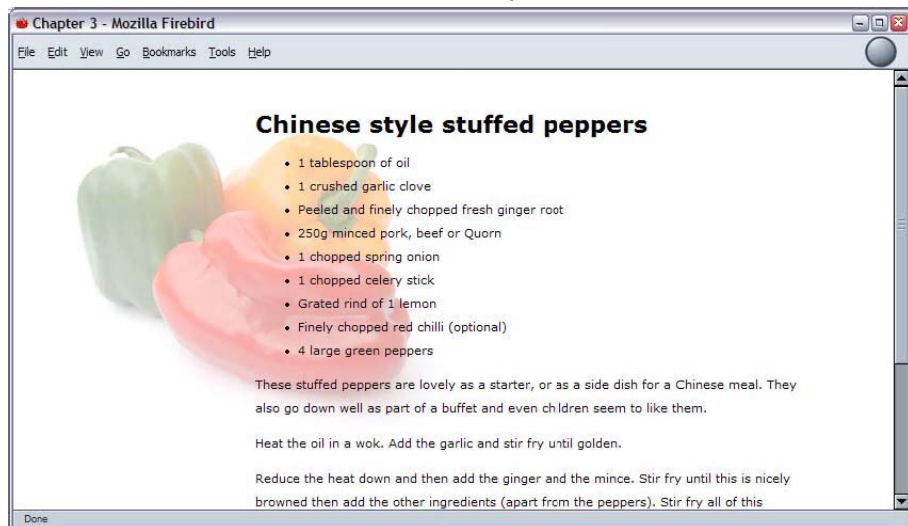 Chapter 3 - Mozilla Firebird
File Edit View Go Bookmarks Tools Help
Chinese style stuffed peppers
• 1 tablespoon of oil
• 1 crushed garlic clove
• Peeled and finely chopped fresh ginger root
• 250g minced pork, beef or Quorn
• 1 chopped spring onion
• 1 chopped celery stick
• Grated rind of 1 lemon
• Finely chopped red chilli (optional)
• 4 large green peppers
These stuffed peppers are lovely as a starter, or as a side dish for a Chinese meal. They
also go down well as part of a buffet and even children seem to like them.
Heat the oil in a wok. Add the garlic and stir fry until golden.
Reduce the heat down and then add the ginger and the mince. Stir fry until this is nicely
browned then add the other ingredients (apart from the peppers). Stir fry all of this
Done